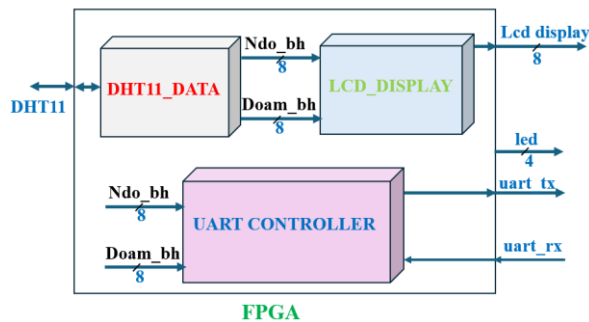 Ndo_bh
8
Lcd display
8
DHT11
DHT11_DATA
LCD_DISPLAY
Doam_bh
8
led
4
Ndo_bh
8
uart_tx
UART CONTROLLER
Doam_bh
8
uart_rx
FPGA